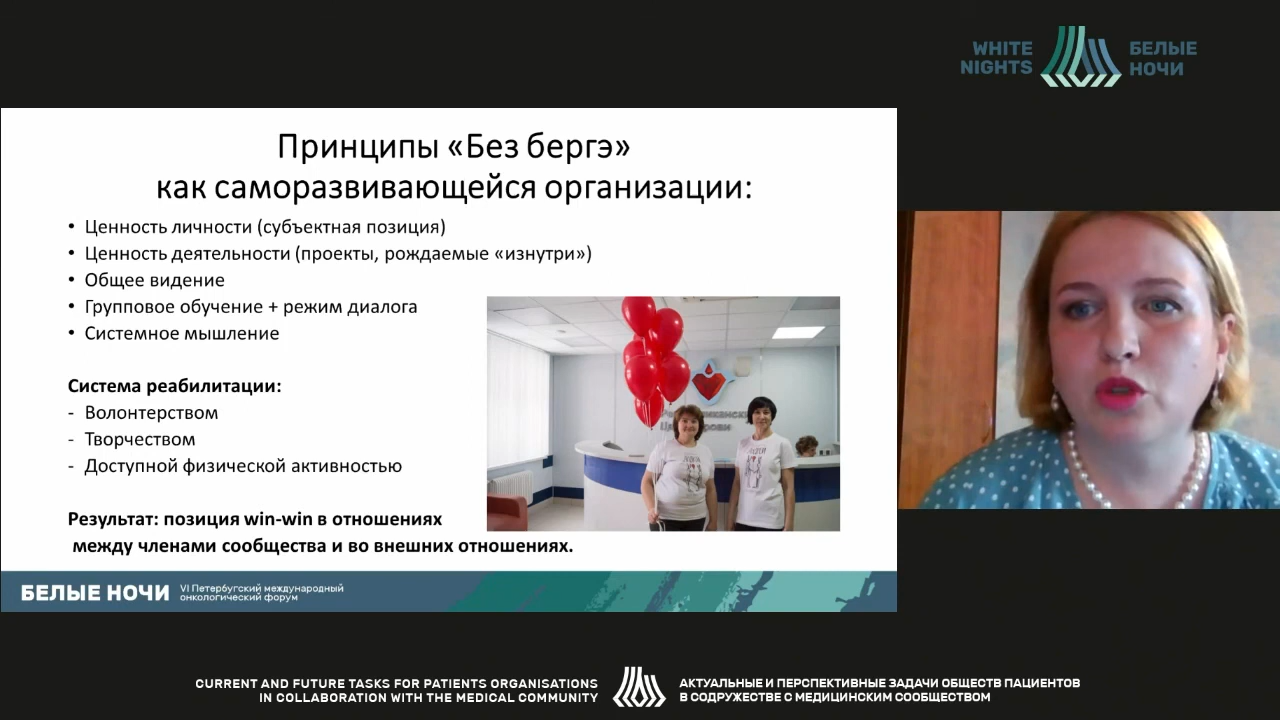 WHITE
NIGHTS
БЕЛЫЕ
НОЧИ
Принципы «Без бергэ»
как саморазвивающейся организации:
• Ценность личности (субъектная позиция)
• Ценность деятельности (проекты, рождаемые «изнутри»)
• Общее видение
• Групповое обучение + режим диалога
• Системное мышление
Система реабилитации:
- Волонтерством
- Творчеством
- Доступной физической активностью
Результат: позиция win-win в отношениях
между членами сообщества и во внешних отношениях.
БЕЛЫЕ НОЧИ
VI Петербугский международный
онкологический форум
CURRENT AND FUTURE TASKS FOR PATIENTS ORGANISATIONS
IN COLLABORATION WITH THE MEDICAL COMMUNITY
АКТУАЛЬНЫЕ И ПЕРСПЕКТИВНЫЕ ЗАДАЧИ ОБЩЕСТВ ПАЦИЕНТОВ
В СОДРУЖЕСТВЕ С МЕДИЦИНСКИМ СООБЩЕСТВОМ